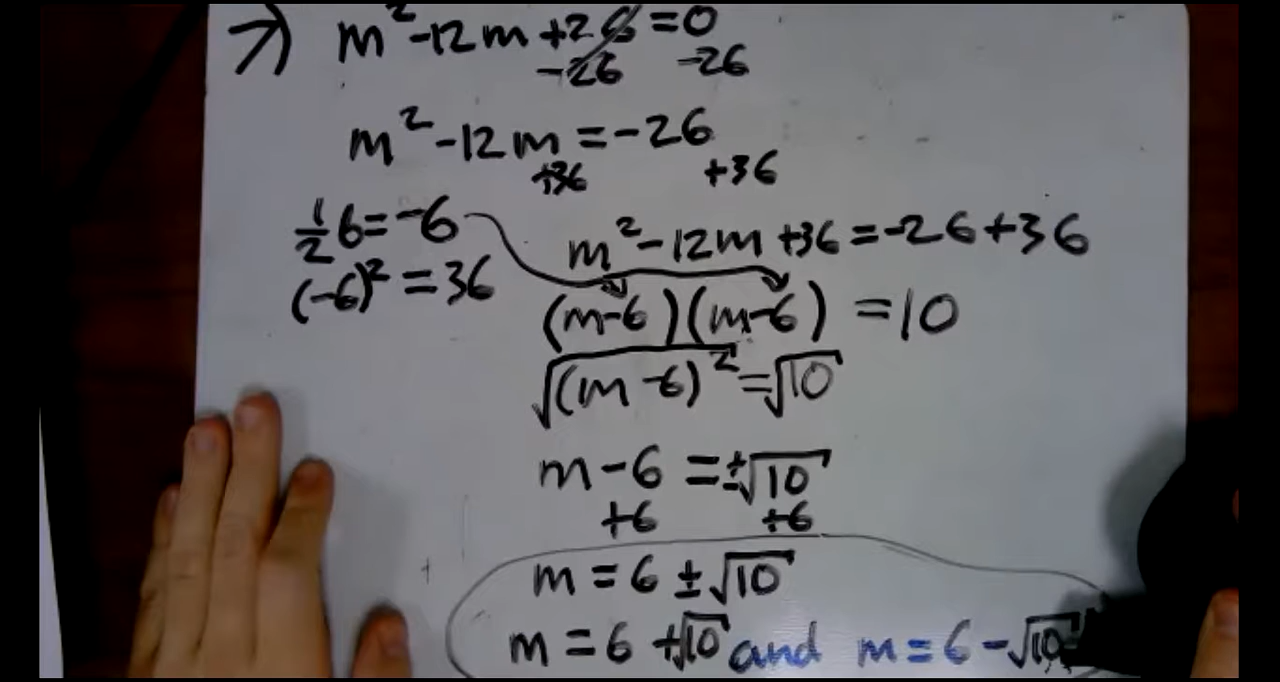 m²-12m+26=0
-26 -26
m²-12m=-26
+36 +36
½6=-6
(-6)²=36
m²-12m+36=-26+36
(m-6)(m-6)=10
√(m-6)²=√10
m-6=±√10
+6 +6
m=6±√10
m=6+√10 and m=6-√10